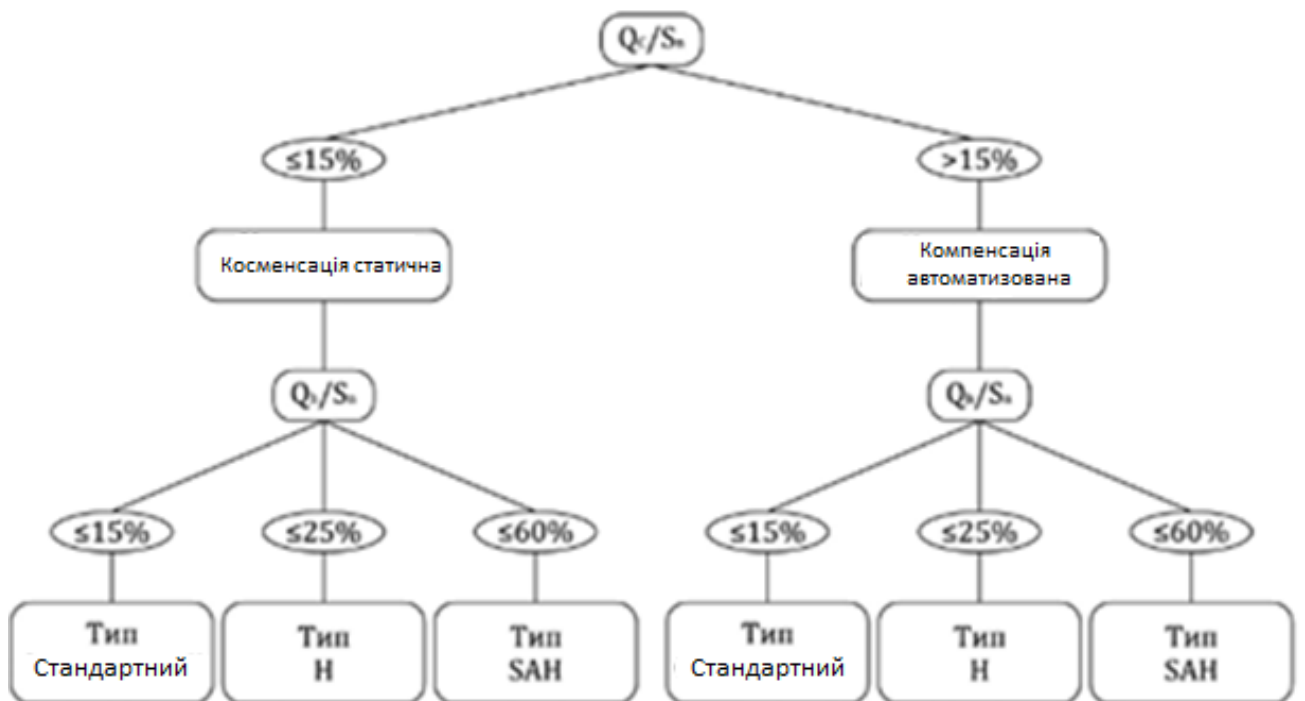 Qc/Sn
≤15%
>15%
Косменсація статична
Компенсація
автоматизована
Qh/Sn
Qh/Sn
≤15%
≤25%
≤60%
≤15%
≤25%
≤60%
Тип
Стандартний
Тип
H
Тип
SAH
Тип
Стандартний
Тип
H
Тип
SAH